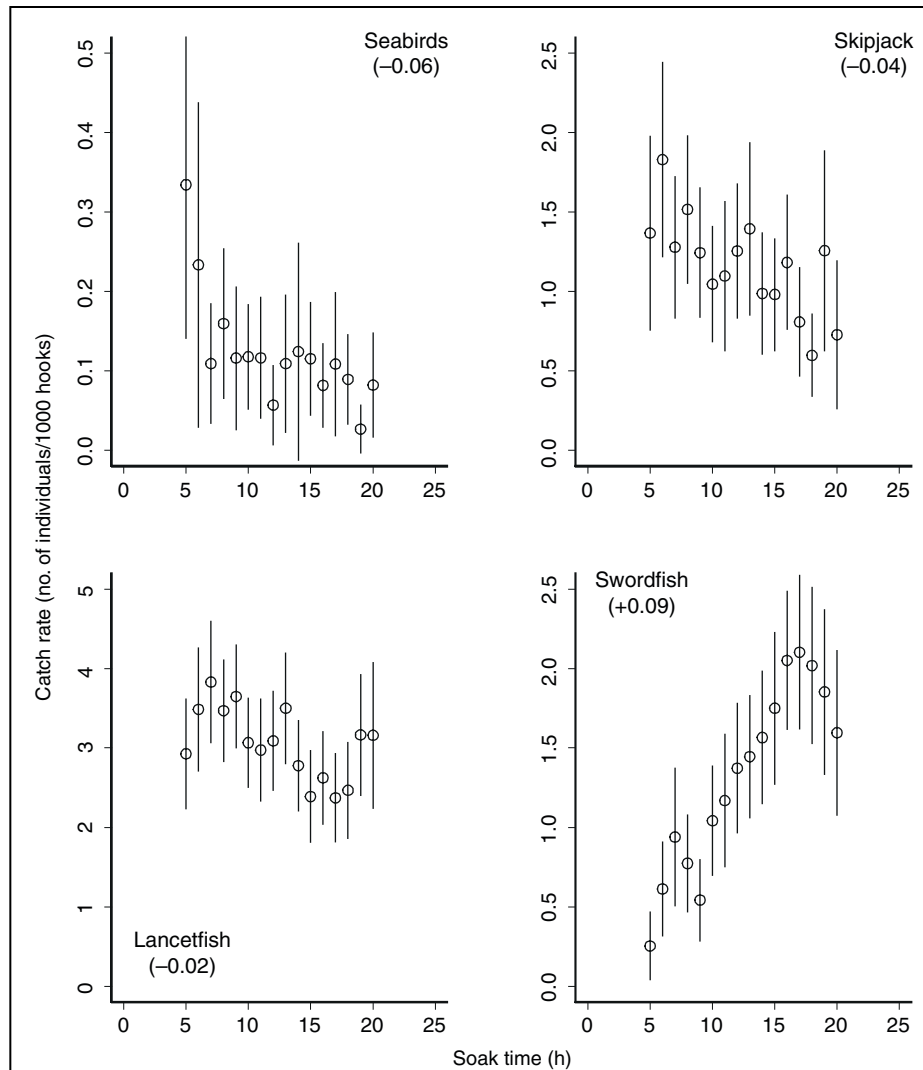 Seabirds
(−0.06)
0.5
0.4
0.3
0.2
0.1
0.0
0 5 10 15 20 25
Skipjack
(−0.04)
2.5
2.0
1.5
1.0
0.5
0.0
0 5 10 15 20 25
Catch rate (no. of individuals/1000 hooks)
5
4
3
2
1
0
Lancetfish
(−0.02)
0 5 10 15 20 25
Swordfish
(+0.09)
2.5
2.0
1.5
1.0
0.5
0.0
0 5 10 15 20 25
Soak time (h)